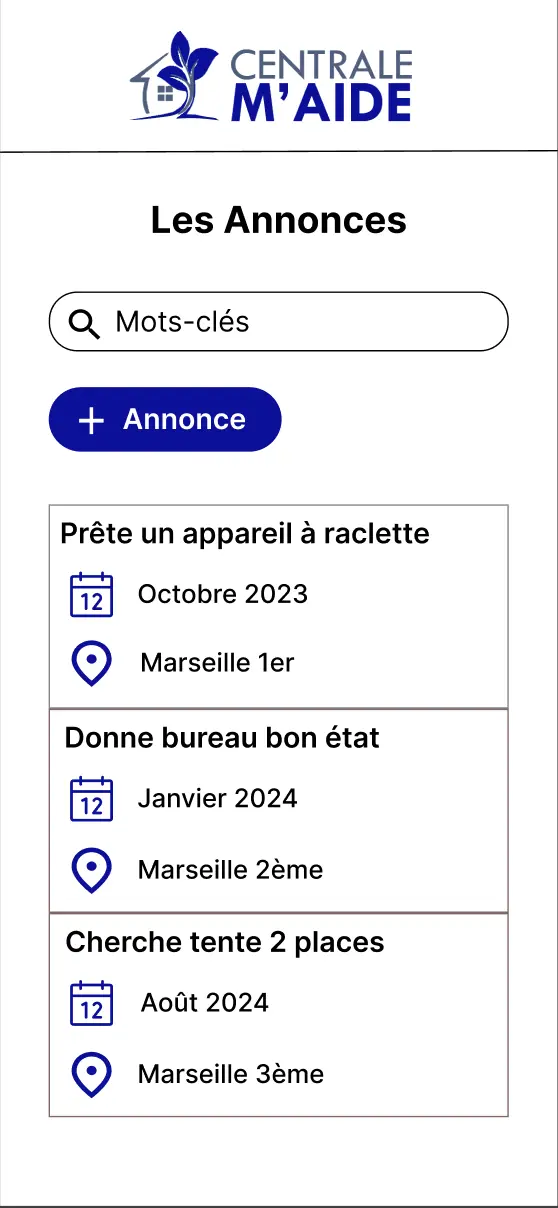 CENTRALE
M'AIDE
Les Annonces
Mots-clés
+ Annonce
Prête un appareil à raclette
12 Octobre 2023
Marseille 1er
Donne bureau bon état
12 Janvier 2024
Marseille 2ème
Cherche tente 2 places
12 Août 2024
Marseille 3ème